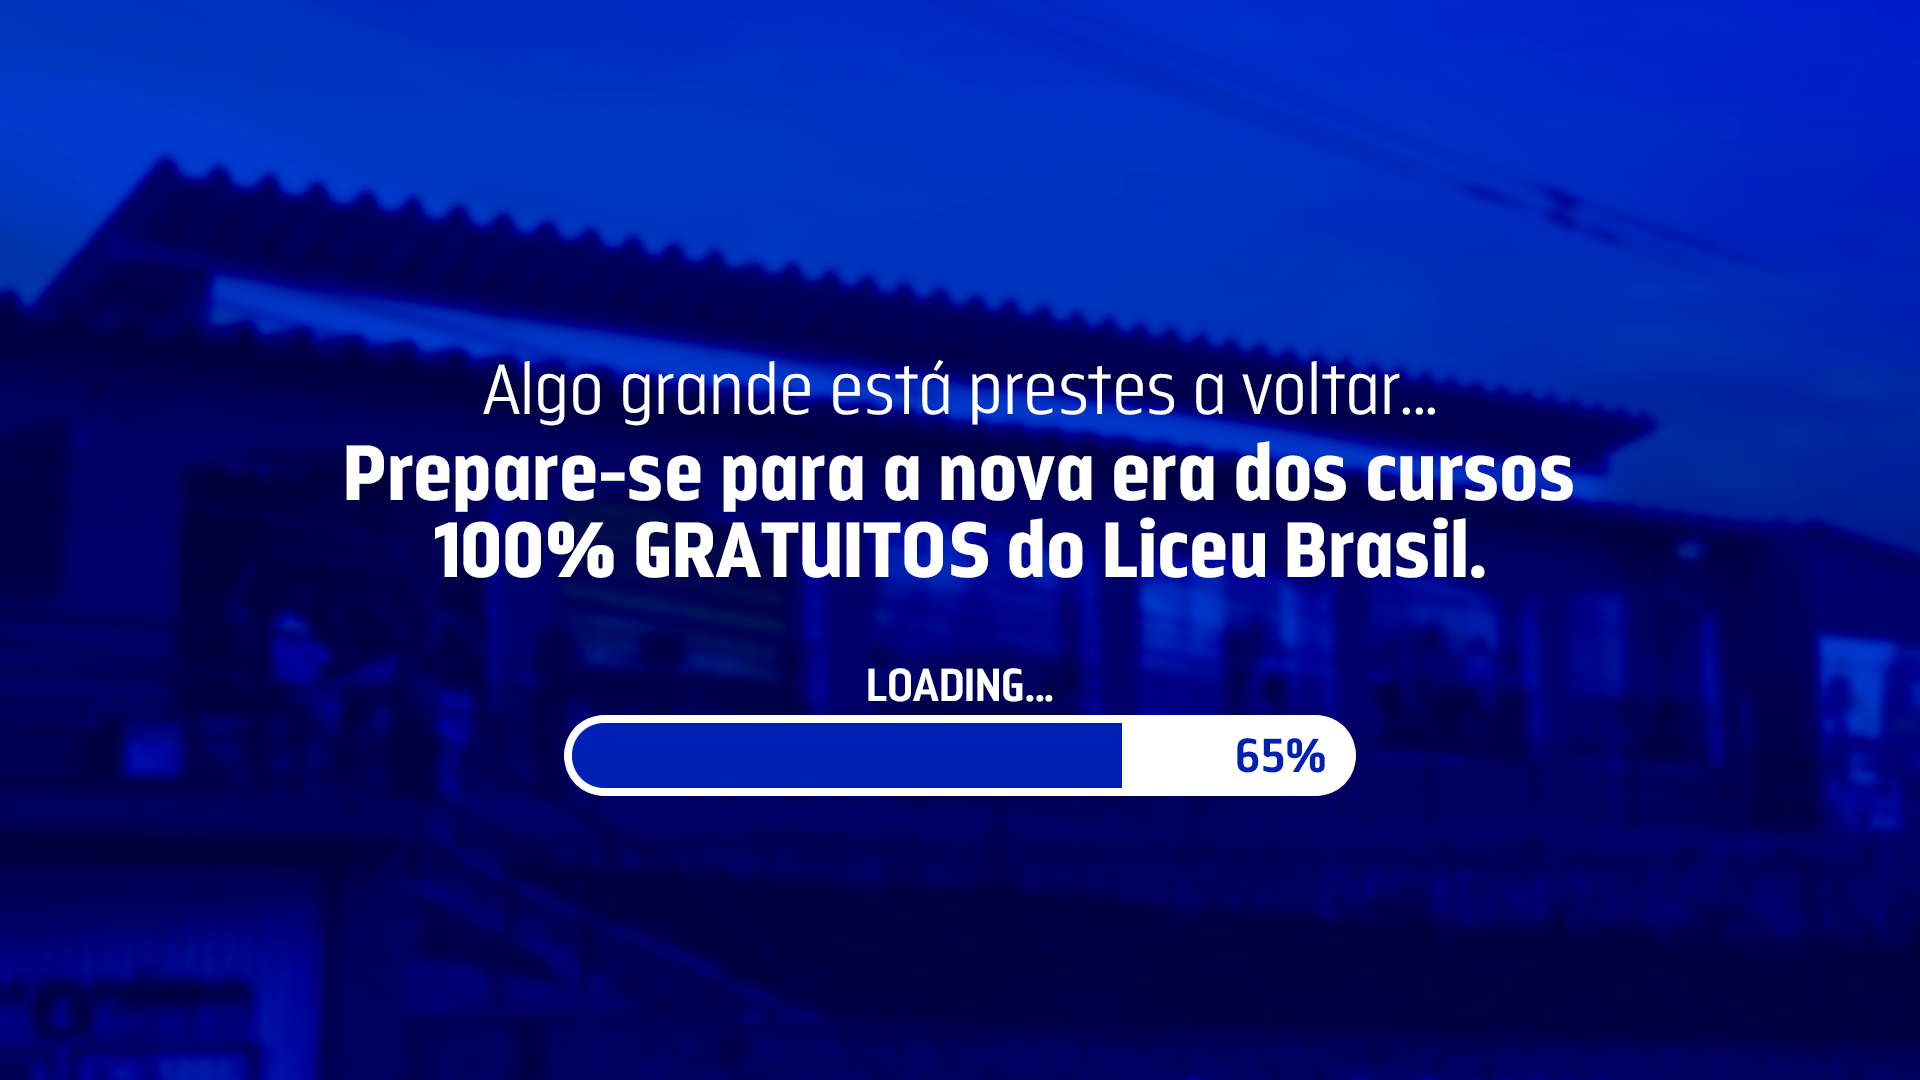 Algo grande está prestes a voltar...
Prepare-se para a nova era dos cursos
100% GRATUITOS do Liceu Brasil.
LOADING...
65%